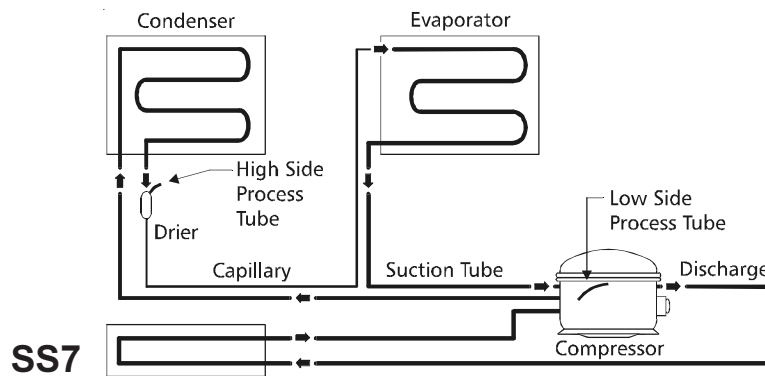 Condenser
Evaporator
High Side
Process
Tube
Drier
Low Side
Process Tube
Capillary
Suction Tube
Discharge
Compressor
SS7